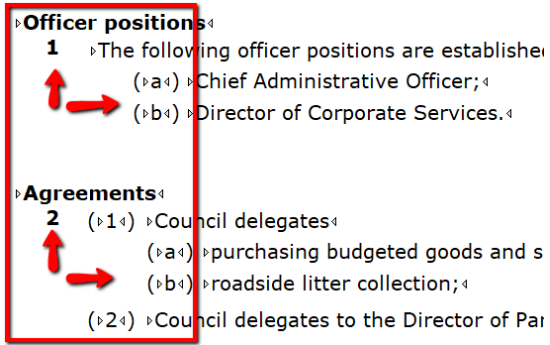 Officer positions
1 The following officer positions are established
(a) Chief Administrative Officer;
(b) Director of Corporate Services.
Agreements
2 (1) Council delegates
(a) purchasing budgeted goods and
(b) roadside litter collection;
(2) Council delegates to the Director of